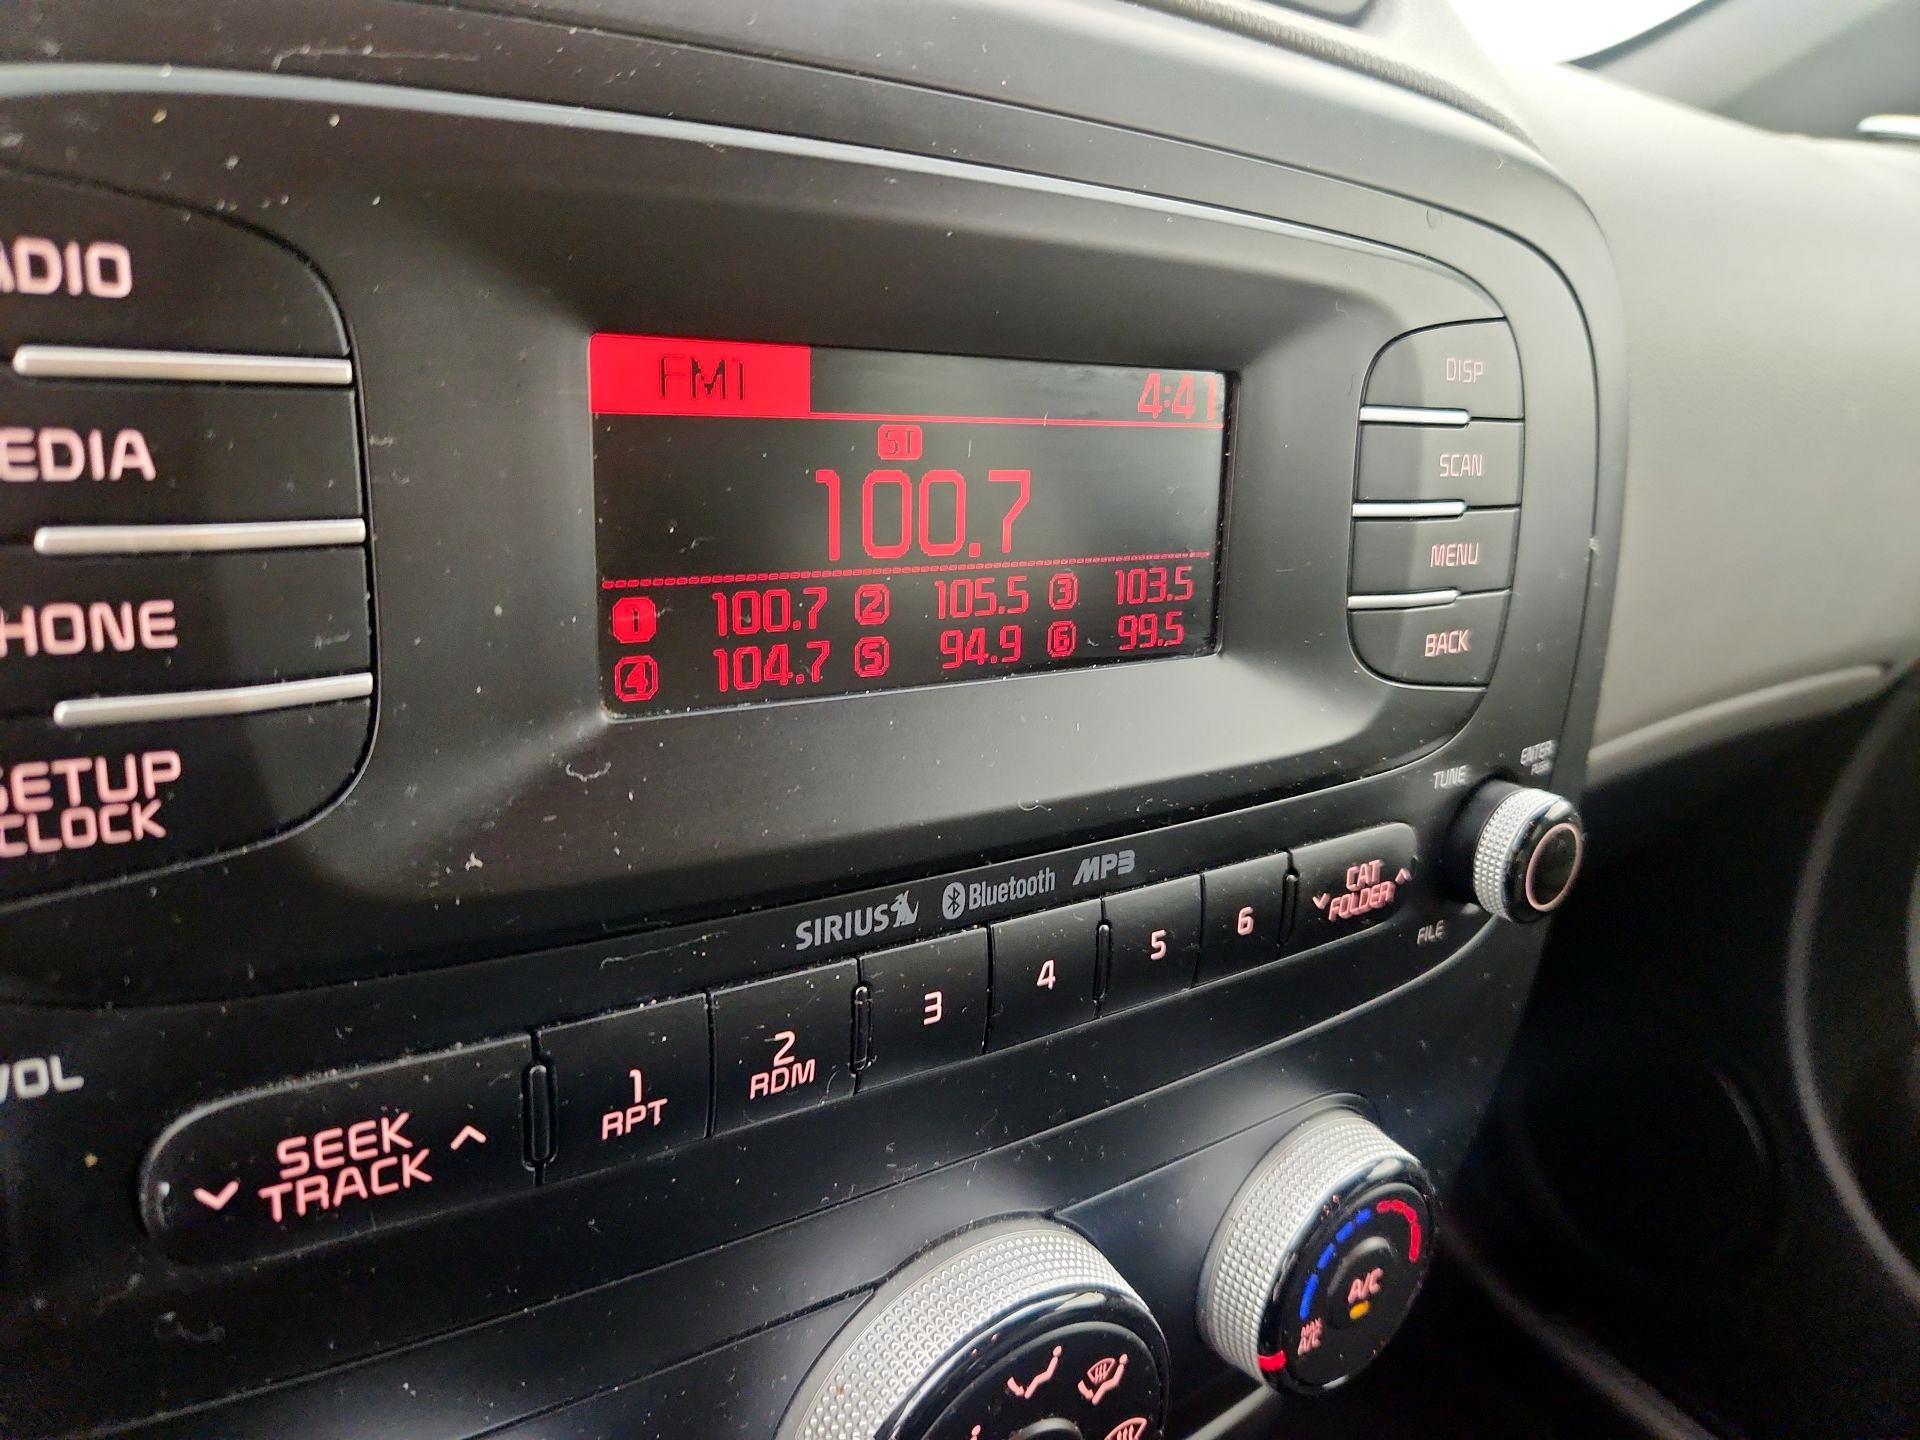 ADIO
EDIA
HONE
SETUP
CLOCK
VOL
FM1 4:41
ST
100.7
1 100.7 2 105.5 3 103.5
4 104.7 5 94.9 6 99.5
DISP
SCAN
MENU
BACK
TUNE
ENTER
PUSH
FILE
SIRIUS Bluetooth MP3
SEEK
TRACK
1
RPT
2
RDM
3
4
5
6
CAT
FOLDER
A/C
MAX
A/C